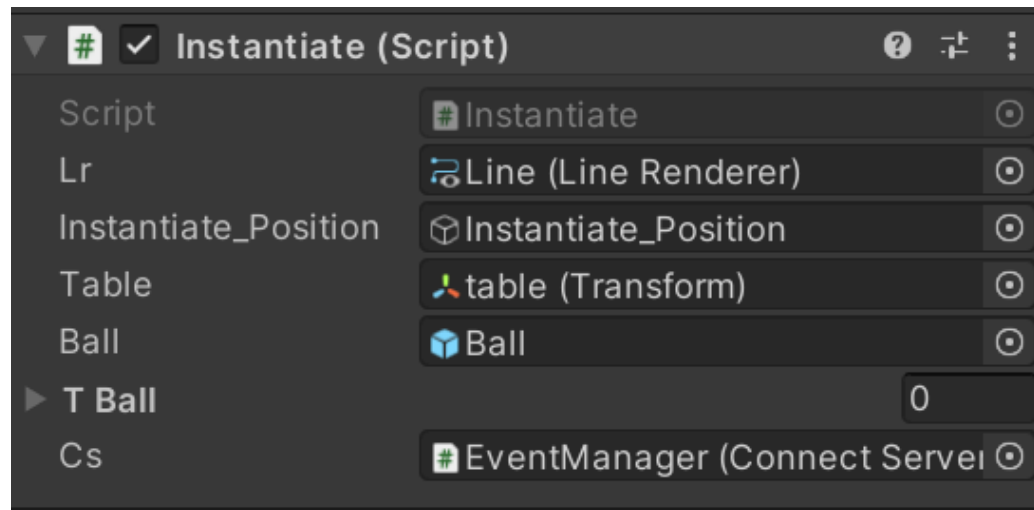 # Instantiate (Script) ?
Script # Instantiate
Lr Line (Line Renderer)
Instantiate_Position Instantiate_Position
Table table (Transform)
Ball Ball
T Ball 0
Cs # EventManager (Connect Server